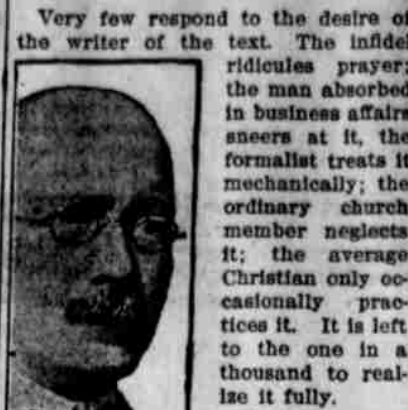 Very few respond to the desire of
the writer of the text. The infidel
ridicules prayer;
the man absorbed
in business affairs
sneers at it, the
formalist treats it
mechanically; the
ordinary church
member neglects
it; the average
Christian only oc-
casionally prac-
tices it. It is left
to the one in a
thousand to real-
ize it fully.